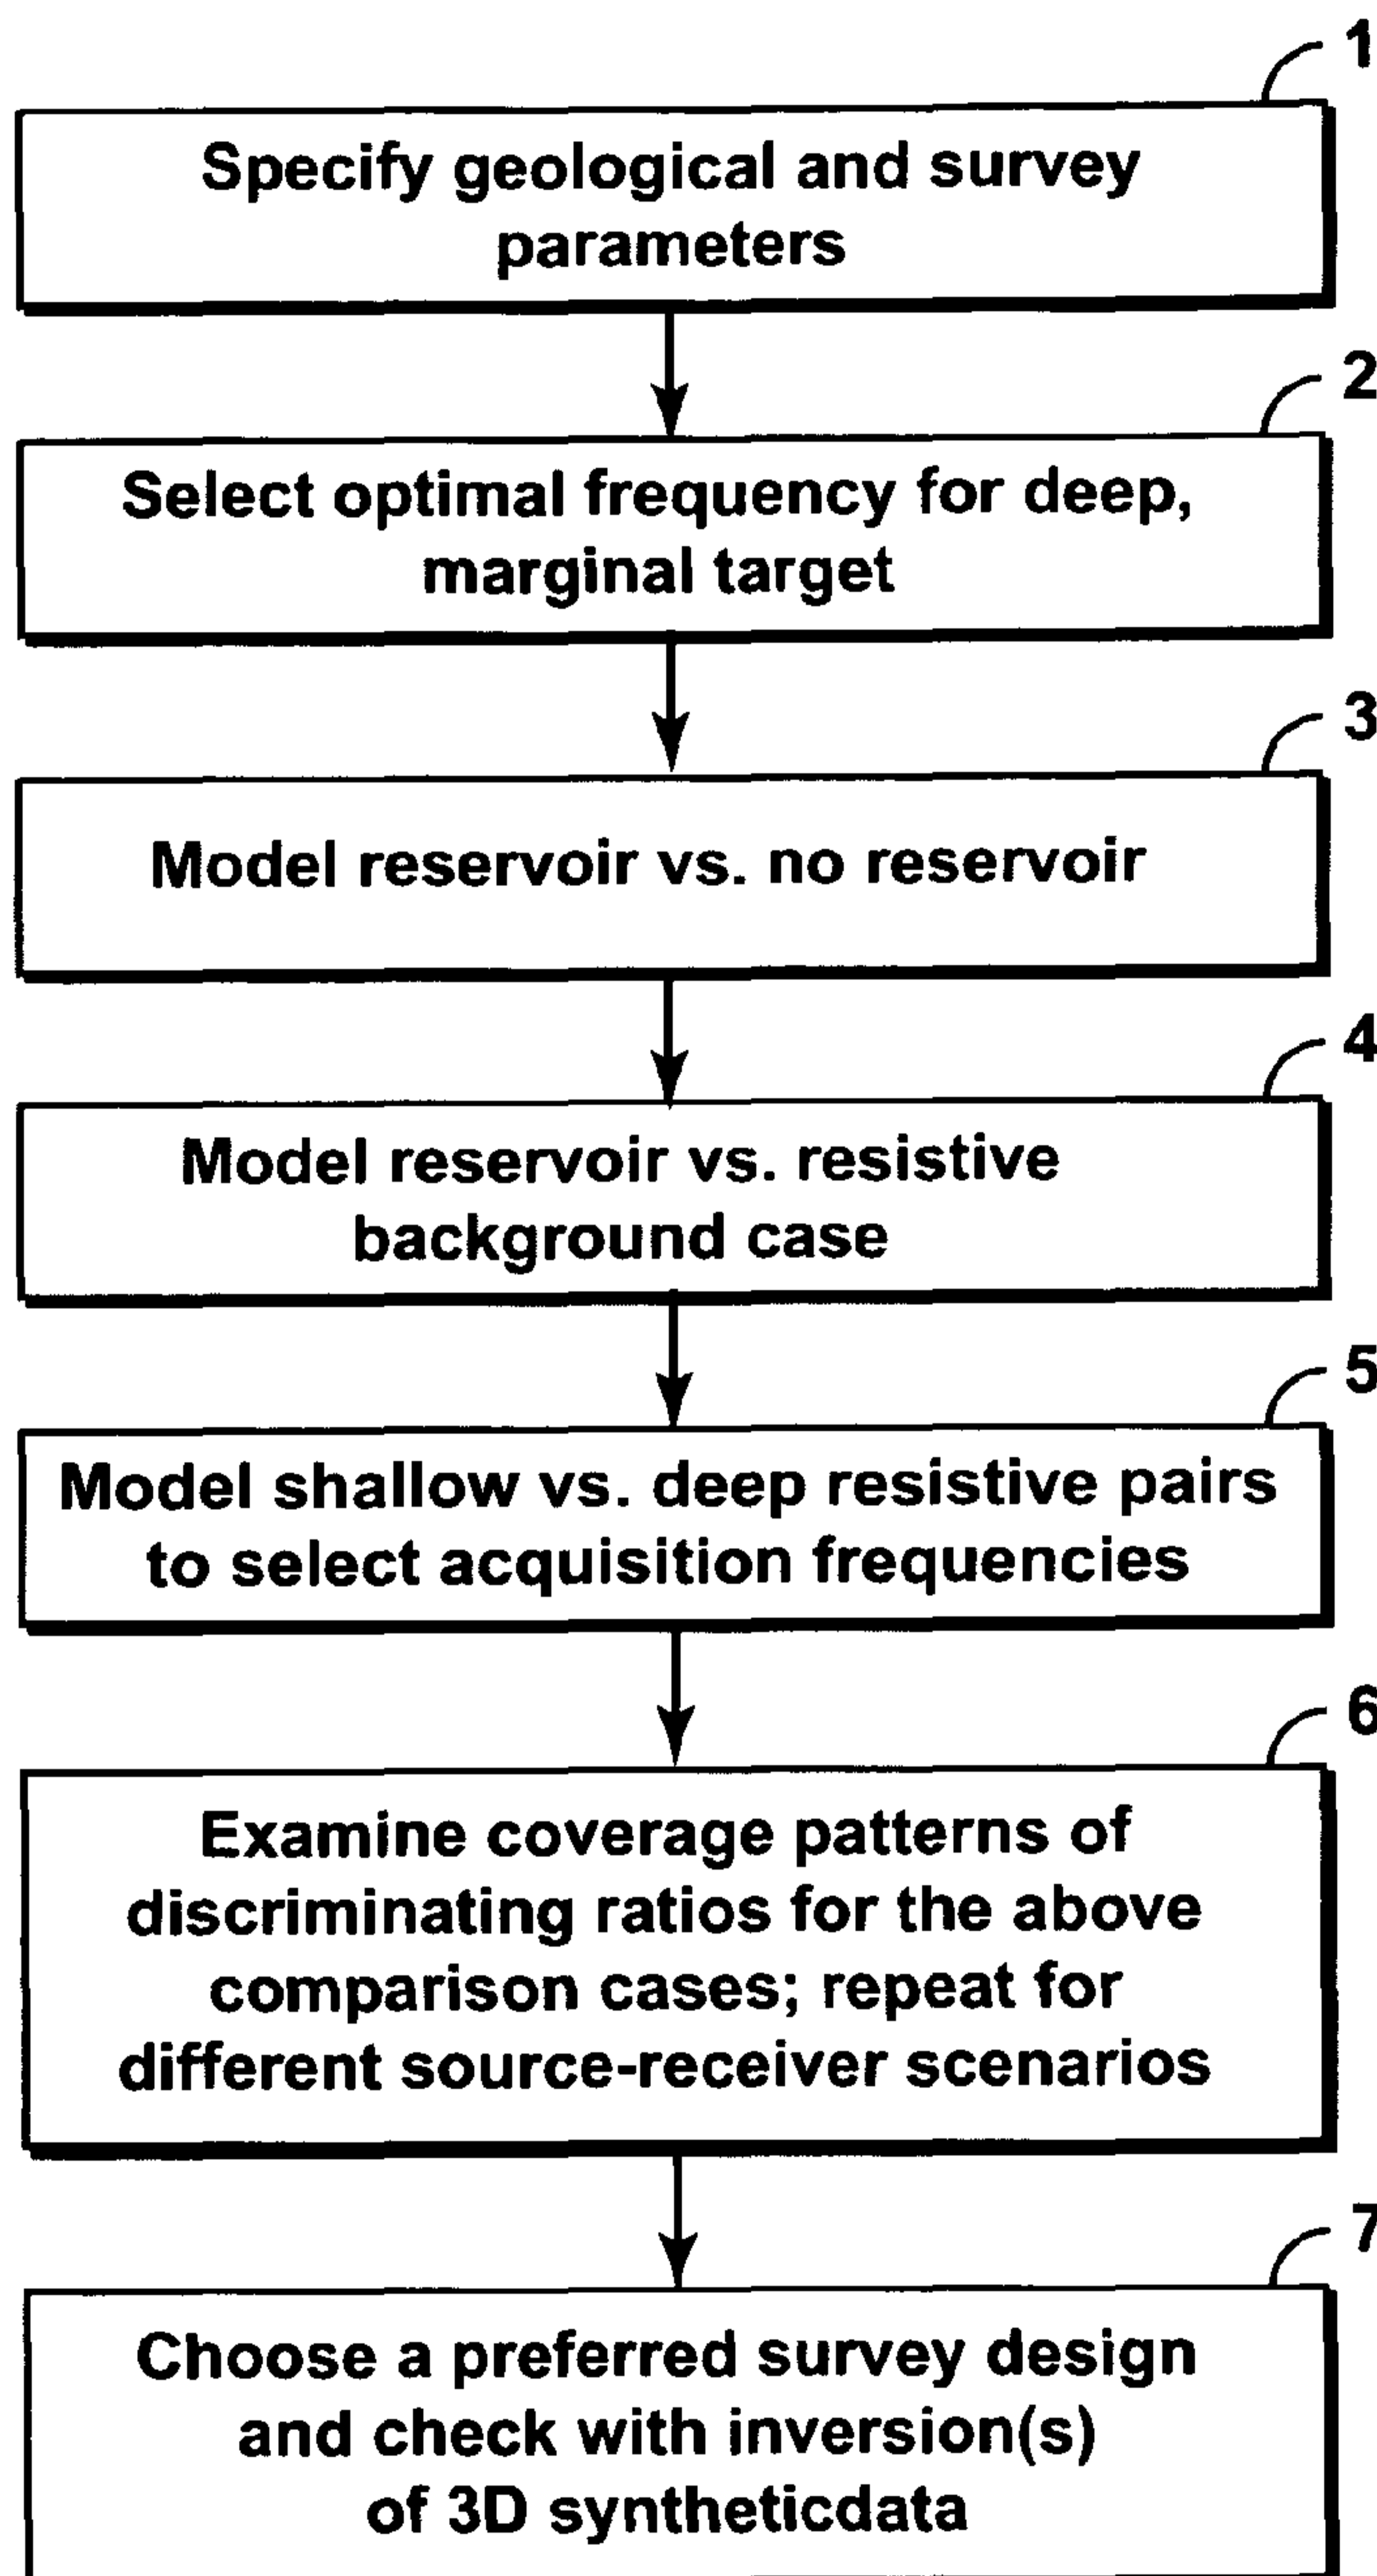 1
Specify geological and survey
parameters
2
Select optimal frequency for deep,
marginal target
3
Model reservoir vs. no reservoir
4
Model reservoir vs. resistive
background case
5
Model shallow vs. deep resistive pairs
to select acquisition frequencies
6
Examine coverage patterns of
discriminating ratios for the above
comparison cases; repeat for
different source-receiver scenarios
7
Choose a preferred survey design
and check with inversion(s)
of 3D syntheticdata